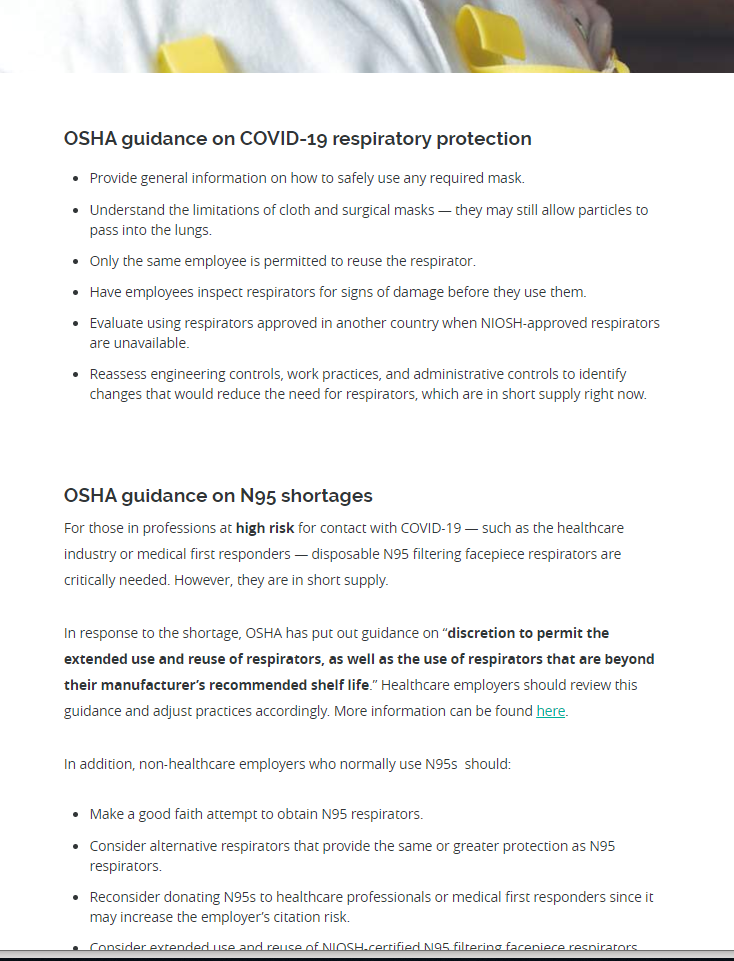 OSHA guidance on COVID-19 respiratory protection
Provide general information on how to safely use any required mask.
Understand the limitations of cloth and surgical masks — they may still allow particles to
pass into the lungs.
Only the same employee is permitted to reuse the respirator.
Have employees inspect respirators for signs of damage before they use them.
Evaluate using respirators approved in another country when NIOSH-approved respirators
are unavailable.
Reassess engineering controls, work practices, and administrative controls to identify
changes that would reduce the need for respirators, which are in short supply right now.
OSHA guidance on N95 shortages
For those in professions at high risk for contact with COVID-19 — such as the healthcare
industry or medical first responders — disposable N95 filtering facepiece respirators are
critically needed. However, they are in short supply.
In response to the shortage, OSHA has put out guidance on “discretion to permit the
extended use and reuse of respirators, as well as the use of respirators that are beyond
their manufacturer’s recommended shelf life.” Healthcare employers should review this
guidance and adjust practices accordingly. More information can be found here.
In addition, non-healthcare employers who normally use N95s  should:
Make a good faith attempt to obtain N95 respirators.
Consider alternative respirators that provide the same or greater protection as N95
respirators.
Reconsider donating N95s to healthcare professionals or medical first responders since it
may increase the employer’s citation risk.
Consider extended use and reuse of NIOSH-certified N95 filtering facepiece respirators